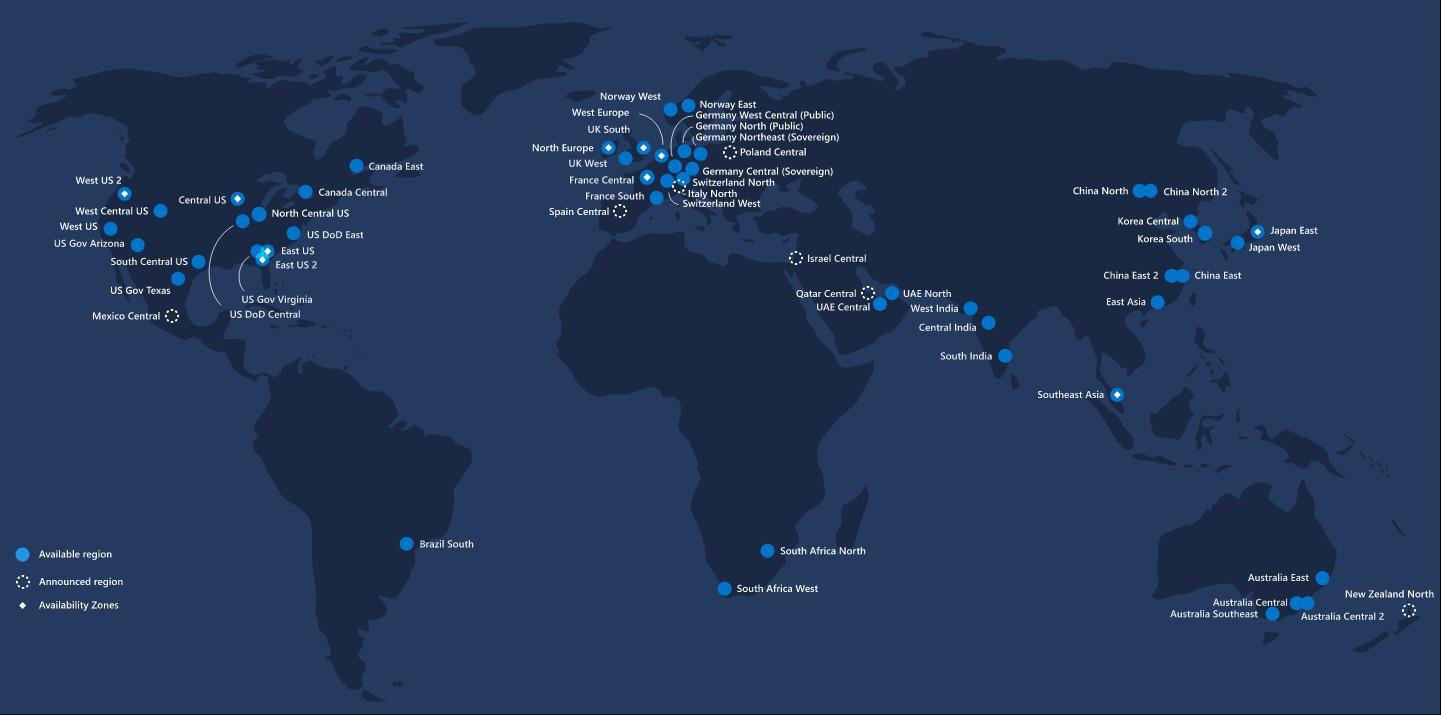 Norway West
Norway East
West Europe
Germany West Central (Public)
Germany North (Public)
UK South
Germany Northeast (Sovereign)
North Europe
Poland Central
UK West
Germany Central (Sovereign)
France Central
Switzerland North
Italy North
France South
Switzerland West
Spain Central
Canada East
West US 2
Canada Central
Central US
West Central US
North Central US
West US
US DoD East
US Gov Arizona
East US
South Central US
East US 2
US Gov Texas
US Gov Virginia
US DoD Central
Mexico Central
Israel Central
Qatar Central
UAE North
UAE Central
West India
Central India
South India
China North
China North 2
Korea Central
Japan East
Korea South
Japan West
China East 2
China East
East Asia
Southeast Asia
Brazil South
South Africa North
South Africa West
Available region
Announced region
Availability Zones
Australia East
New Zealand North
Australia Central
Australia Southeast
Australia Central 2